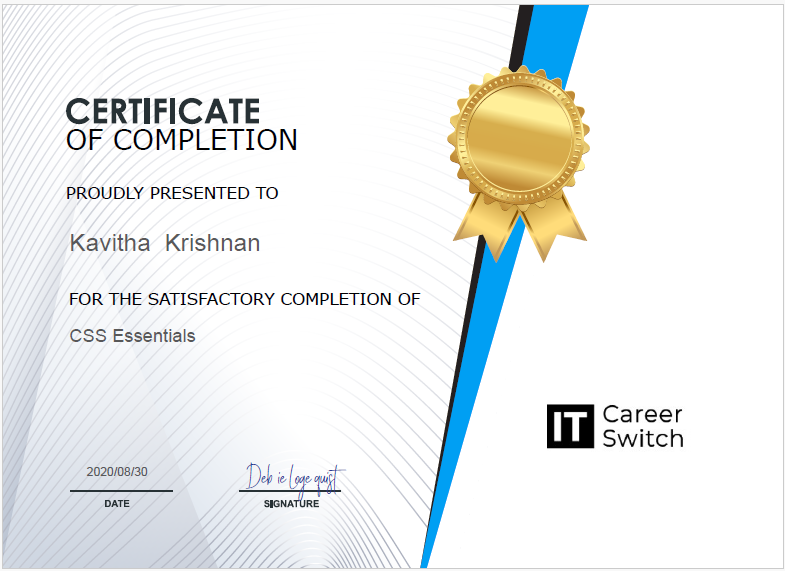 CERTIFICATE
OF COMPLETION
PROUDLY PRESENTED TO
Kavitha Krishnan
FOR THE SATISFACTORY COMPLETION OF
CSS Essentials
IT Career
Switch
2020/08/30
Deb ie Loge quist
DATE
SIGNATURE